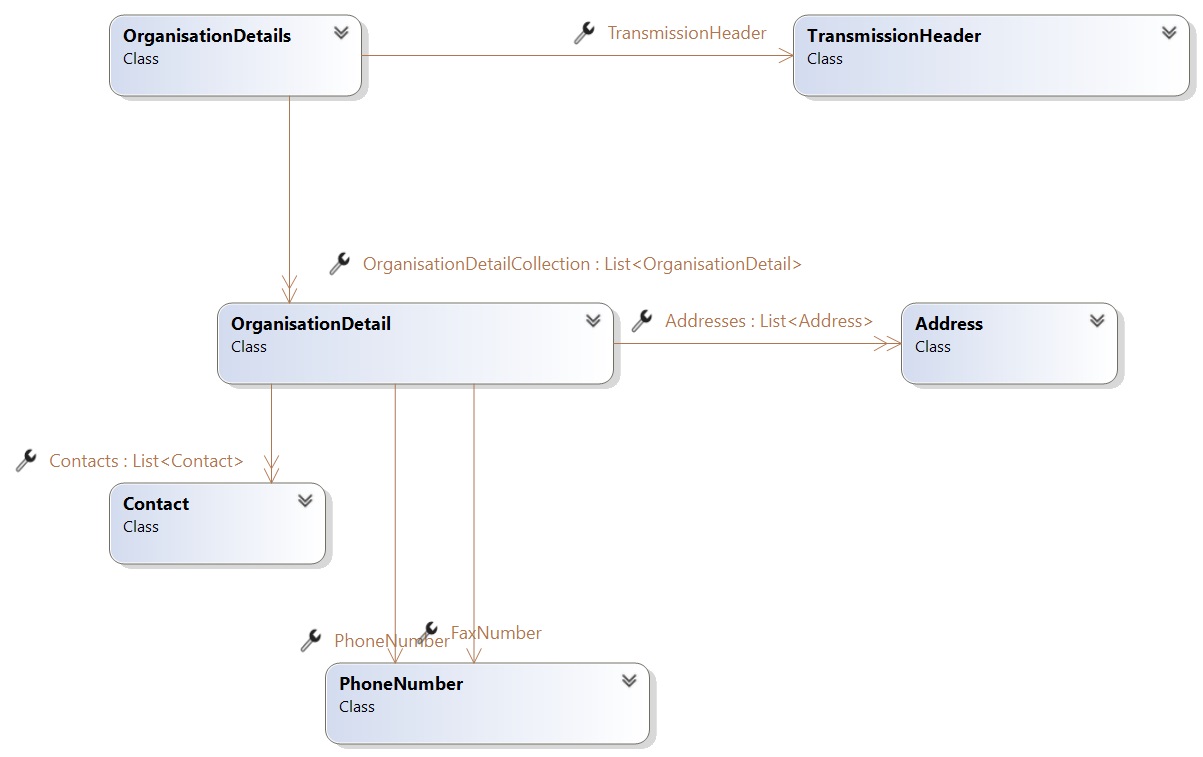 OrganisationDetails
Class
TransmissionHeader
TransmissionHeader
Class
OrganisationDetailCollection : List<OrganisationDetail>
OrganisationDetail
Class
Addresses : List<Address>
Address
Class
Contacts : List<Contact>
Contact
Class
PhoneNumber
FaxNumber
PhoneNumber
Class